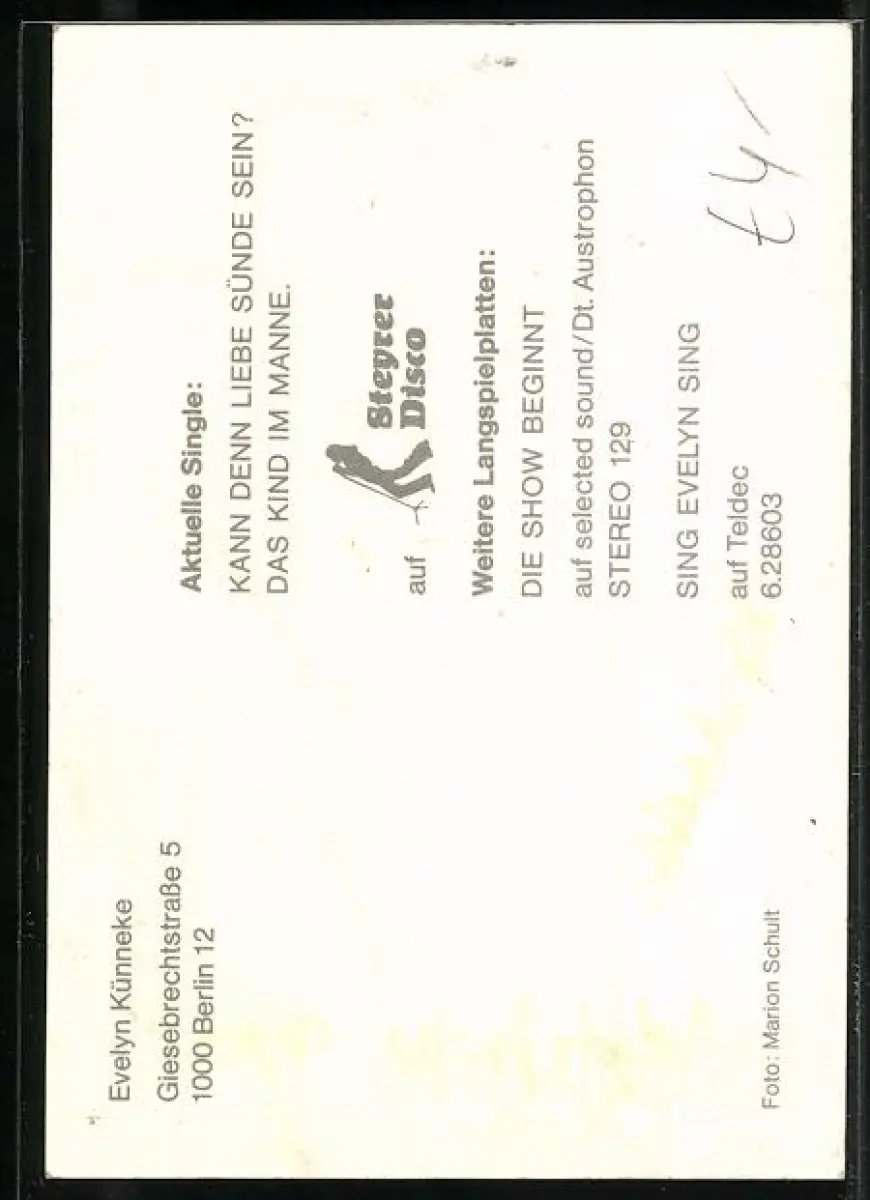 Evelyn Künneke
Giesebrechtstraße 5
1000 Berlin 12
Foto: Marion Schult
Aktuelle Single:
KANN DENN LIEBE SÜNDE SEIN?
DAS KIND IM MANNE.
auf
Steyrer
Disco
Weitere Langspielplatten:
DIE SHOW BEGINNT
auf selected sound/Dt. Austrophon
STEREO 129
SING EVELYN SING
auf Teldec
6.28603